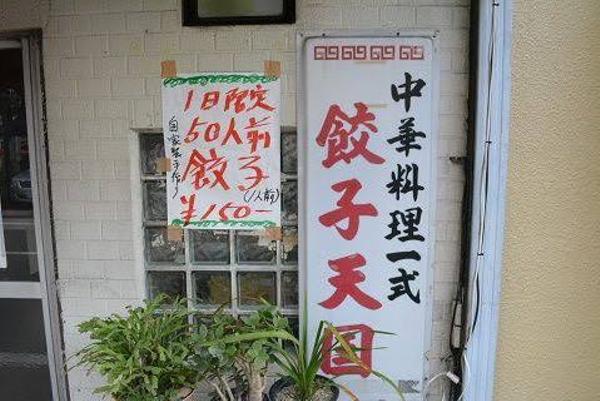 中華料理一式
餃子天国
1日限定
50人前
餃子
(1人前)
¥150-
自家製手作り